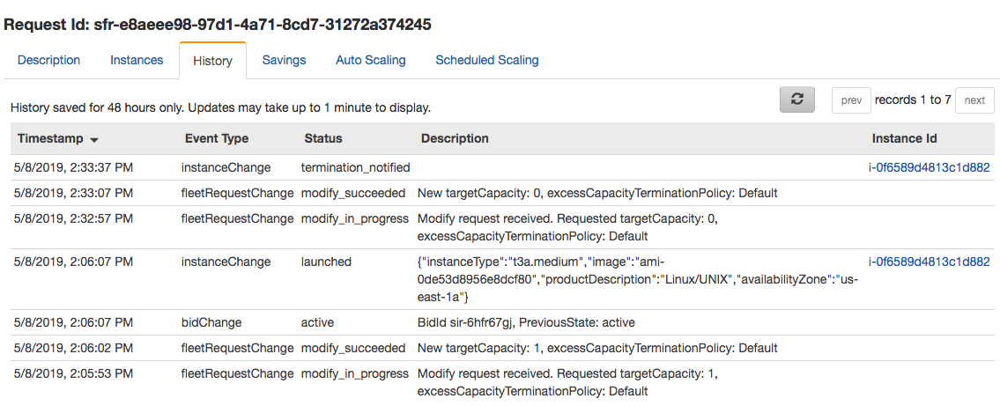 Request Id: sfr-e8aeee98-97d1-4a71-8cd7-31272a374245
Description Instances History Savings Auto Scaling Scheduled Scaling
History saved for 48 hours only. Updates may take up to 1 minute to display.
prev records 1 to 7 next
Timestamp Event Type Status Description Instance Id
5/8/2019, 2:33:37 PM instanceChange termination_notified i-0f6589d4813c1d882
5/8/2019, 2:33:07 PM fleetRequestChange modify_succeeded New targetCapacity: 0, excessCapacityTerminationPolicy: Default
5/8/2019, 2:32:57 PM fleetRequestChange modify_in_progress Modify request received. Requested targetCapacity: 0,
excessCapacityTerminationPolicy: Default
5/8/2019, 2:06:07 PM instanceChange launched {"instanceType":"t3a.medium","image":"ami- i-0f6589d4813c1d882
0de53d8956e8dcf80","productDescription":"Linux/UNIX","availabilityZone":"us-
east-1a"}
5/8/2019, 2:06:07 PM bidChange active BidId sir-6hfr67gj, PreviousState: active
5/8/2019, 2:06:02 PM fleetRequestChange modify_succeeded New targetCapacity: 1, excessCapacityTerminationPolicy: Default
5/8/2019, 2:05:53 PM fleetRequestChange modify_in_progress Modify request received. Requested targetCapacity: 1,
excessCapacityTerminationPolicy: Default